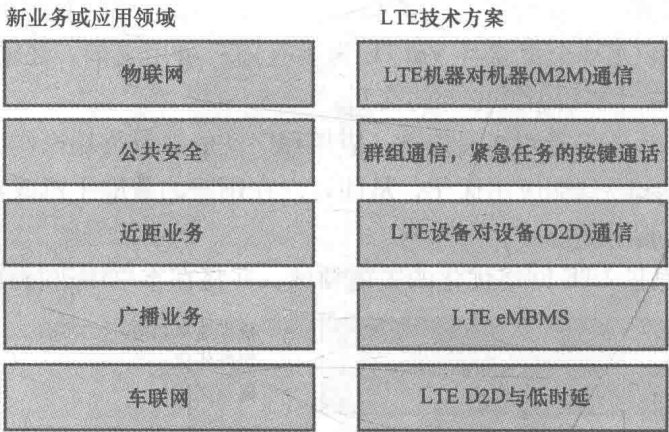 新业务或应用领域 LTE技术方案
物联网 LTE机器对机器(M2M)通信
公共安全 群组通信，紧急任务的按键通话
近距业务 LTE设备对设备(D2D)通信
广播业务 LTE eMBMS
车联网 LTE D2D与低时延